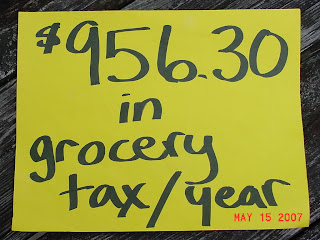 $956.30
in
grocery
tax/year
MAY 15 2007